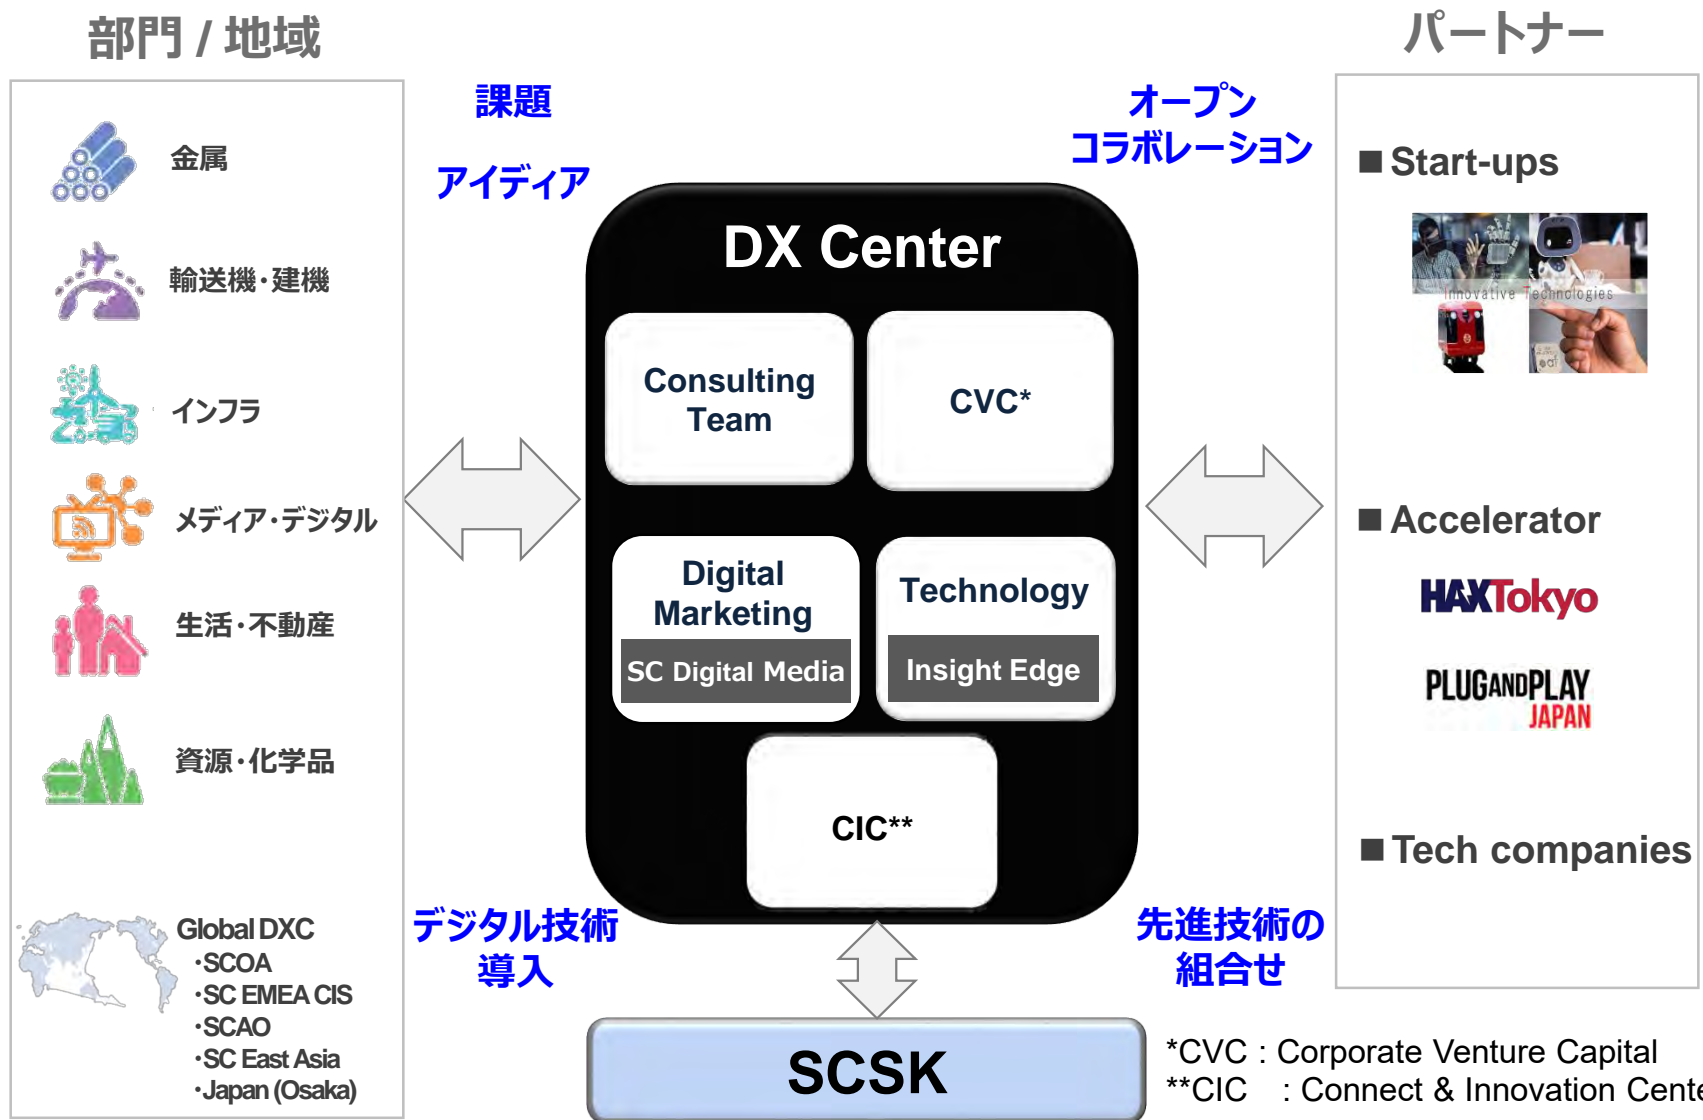 部門 / 地域
金属
輸送機・建機
インフラ
メディア・デジタル
生活・不動産
資源・化学品
Global DXC
・SCOA
・SC EMEA CIS
・SCAO
・SC East Asia
・Japan (Osaka)
課題
アイディア
デジタル技術
導入
DX Center
Consulting
Team
CVC*
Digital
Marketing
SC Digital Media
Technology
Insight Edge
CIC**
SCSK
オープン
コラボレーション
先進技術の
組合せ
パートナー
■ Start-ups
Innovative Technologies
■ Accelerator
HAXTokyo
PLUGANDPLAY
JAPAN
■ Tech companies
*CVC : Corporate Venture Capital
**CIC : Connect & Innovation Cente